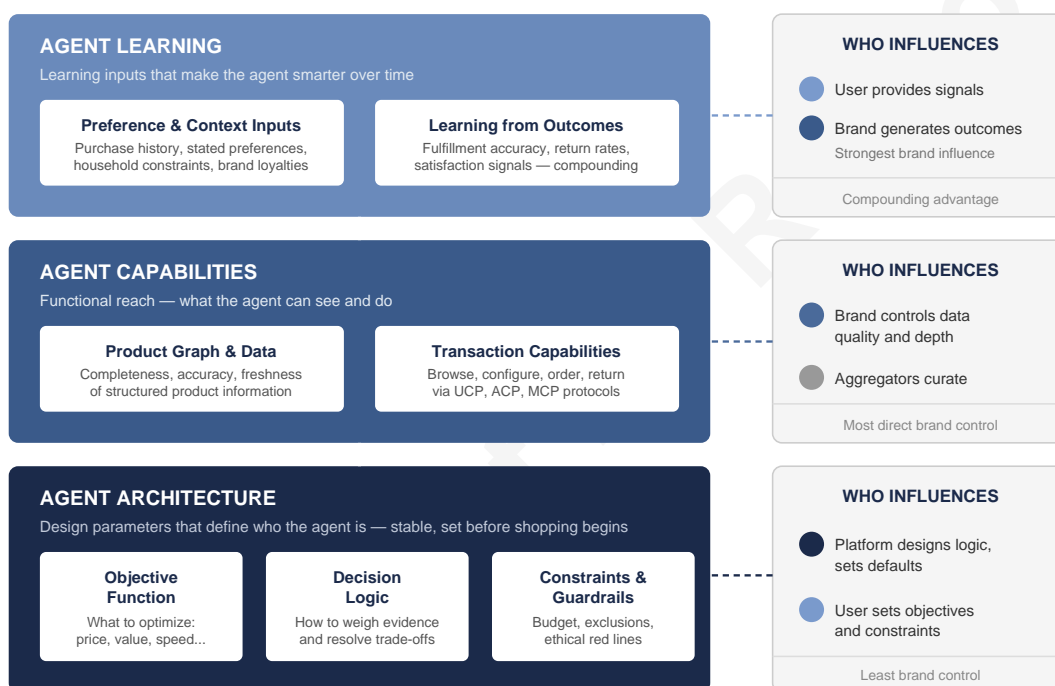 AGENT LEARNING
Learning inputs that make the agent smarter over time
Preference & Context Inputs
Purchase history, stated preferences,
household constraints, brand loyalties
Learning from Outcomes
Fulfillment accuracy, return rates,
satisfaction signals — compounding
WHO INFLUENCES
User provides signals
Brand generates outcomes
Strongest brand influence
Compounding advantage
AGENT CAPABILITIES
Functional reach — what the agent can see and do
Product Graph & Data
Completeness, accuracy, freshness
of structured product information
Transaction Capabilities
Browse, configure, order, return
via UCP, ACP, MCP protocols
WHO INFLUENCES
Brand controls data
quality and depth
Aggregators curate
Most direct brand control
AGENT ARCHITECTURE
Design parameters that define who the agent is — stable, set before shopping begins
Objective
Function
What to optimize:
price, value, speed...
Decision
Logic
How to weigh evidence
and resolve trade-offs
Constraints &
Guardrails
Budget, exclusions,
ethical red lines
WHO INFLUENCES
Platform designs logic,
sets defaults
User sets objectives
and constraints
Least brand control